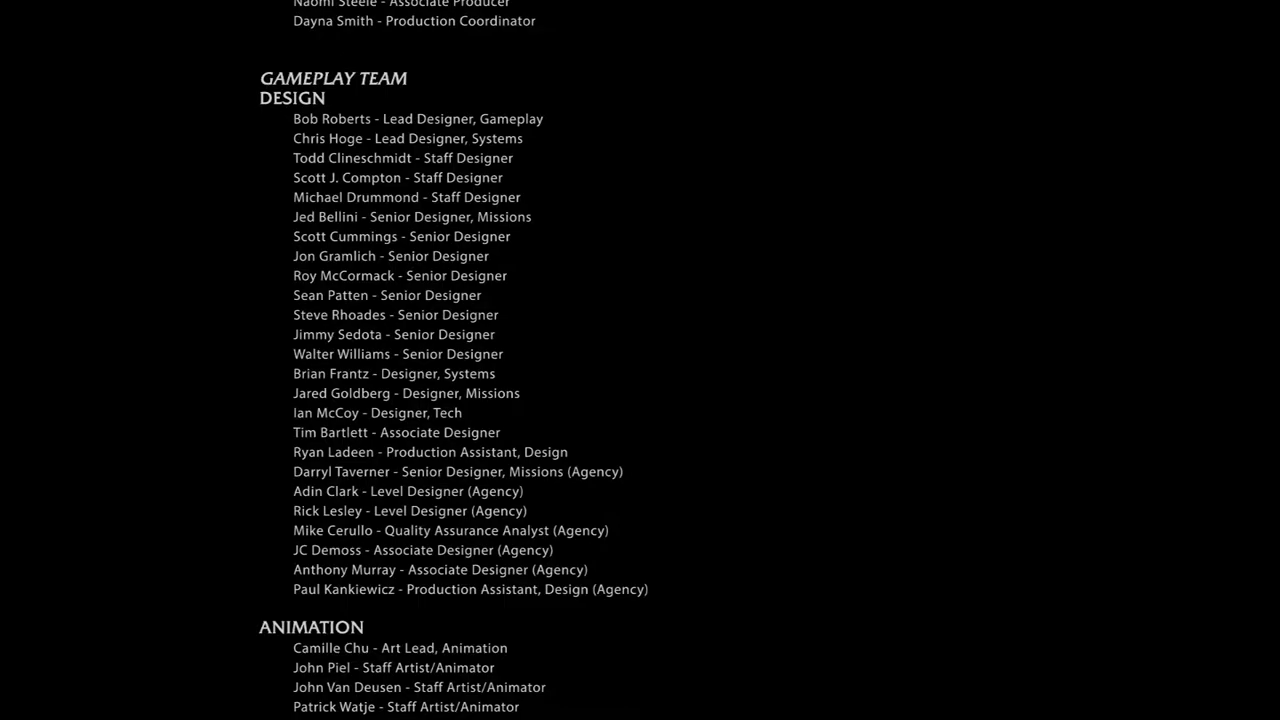 Naomi Steele - Associate Producer
Dayna Smith - Production Coordinator
GAMEPLAY TEAM
DESIGN
Bob Roberts - Lead Designer, Gameplay
Chris Hoge - Lead Designer, Systems
Todd Clineschmidt - Staff Designer
Scott J. Compton - Staff Designer
Michael Drummond - Staff Designer
Jed Bellini - Senior Designer, Missions
Scott Cummings - Senior Designer
Jon Gramlich - Senior Designer
Roy McCormack - Senior Designer
Sean Patten - Senior Designer
Steve Rhoades - Senior Designer
Jimmy Sedota - Senior Designer
Walter Williams - Senior Designer
Brian Frantz - Designer, Systems
Jared Goldberg - Designer, Missions
Ian McCoy - Designer, Tech
Tim Bartlett - Associate Designer
Ryan Ladeen - Production Assistant, Design
Darryl Taverner - Senior Designer, Missions (Agency)
Adin Clark - Level Designer (Agency)
Rick Lesley - Level Designer (Agency)
Mike Cerullo - Quality Assurance Analyst (Agency)
JC Demoss - Associate Designer (Agency)
Anthony Murray - Associate Designer (Agency)
Paul Kankiewicz - Production Assistant, Design (Agency)
ANIMATION
Camille Chu - Art Lead, Animation
John Piel - Staff Artist/Animator
John Van Deusen - Staff Artist/Animator
Patrick Watje - Staff Artist/Animator